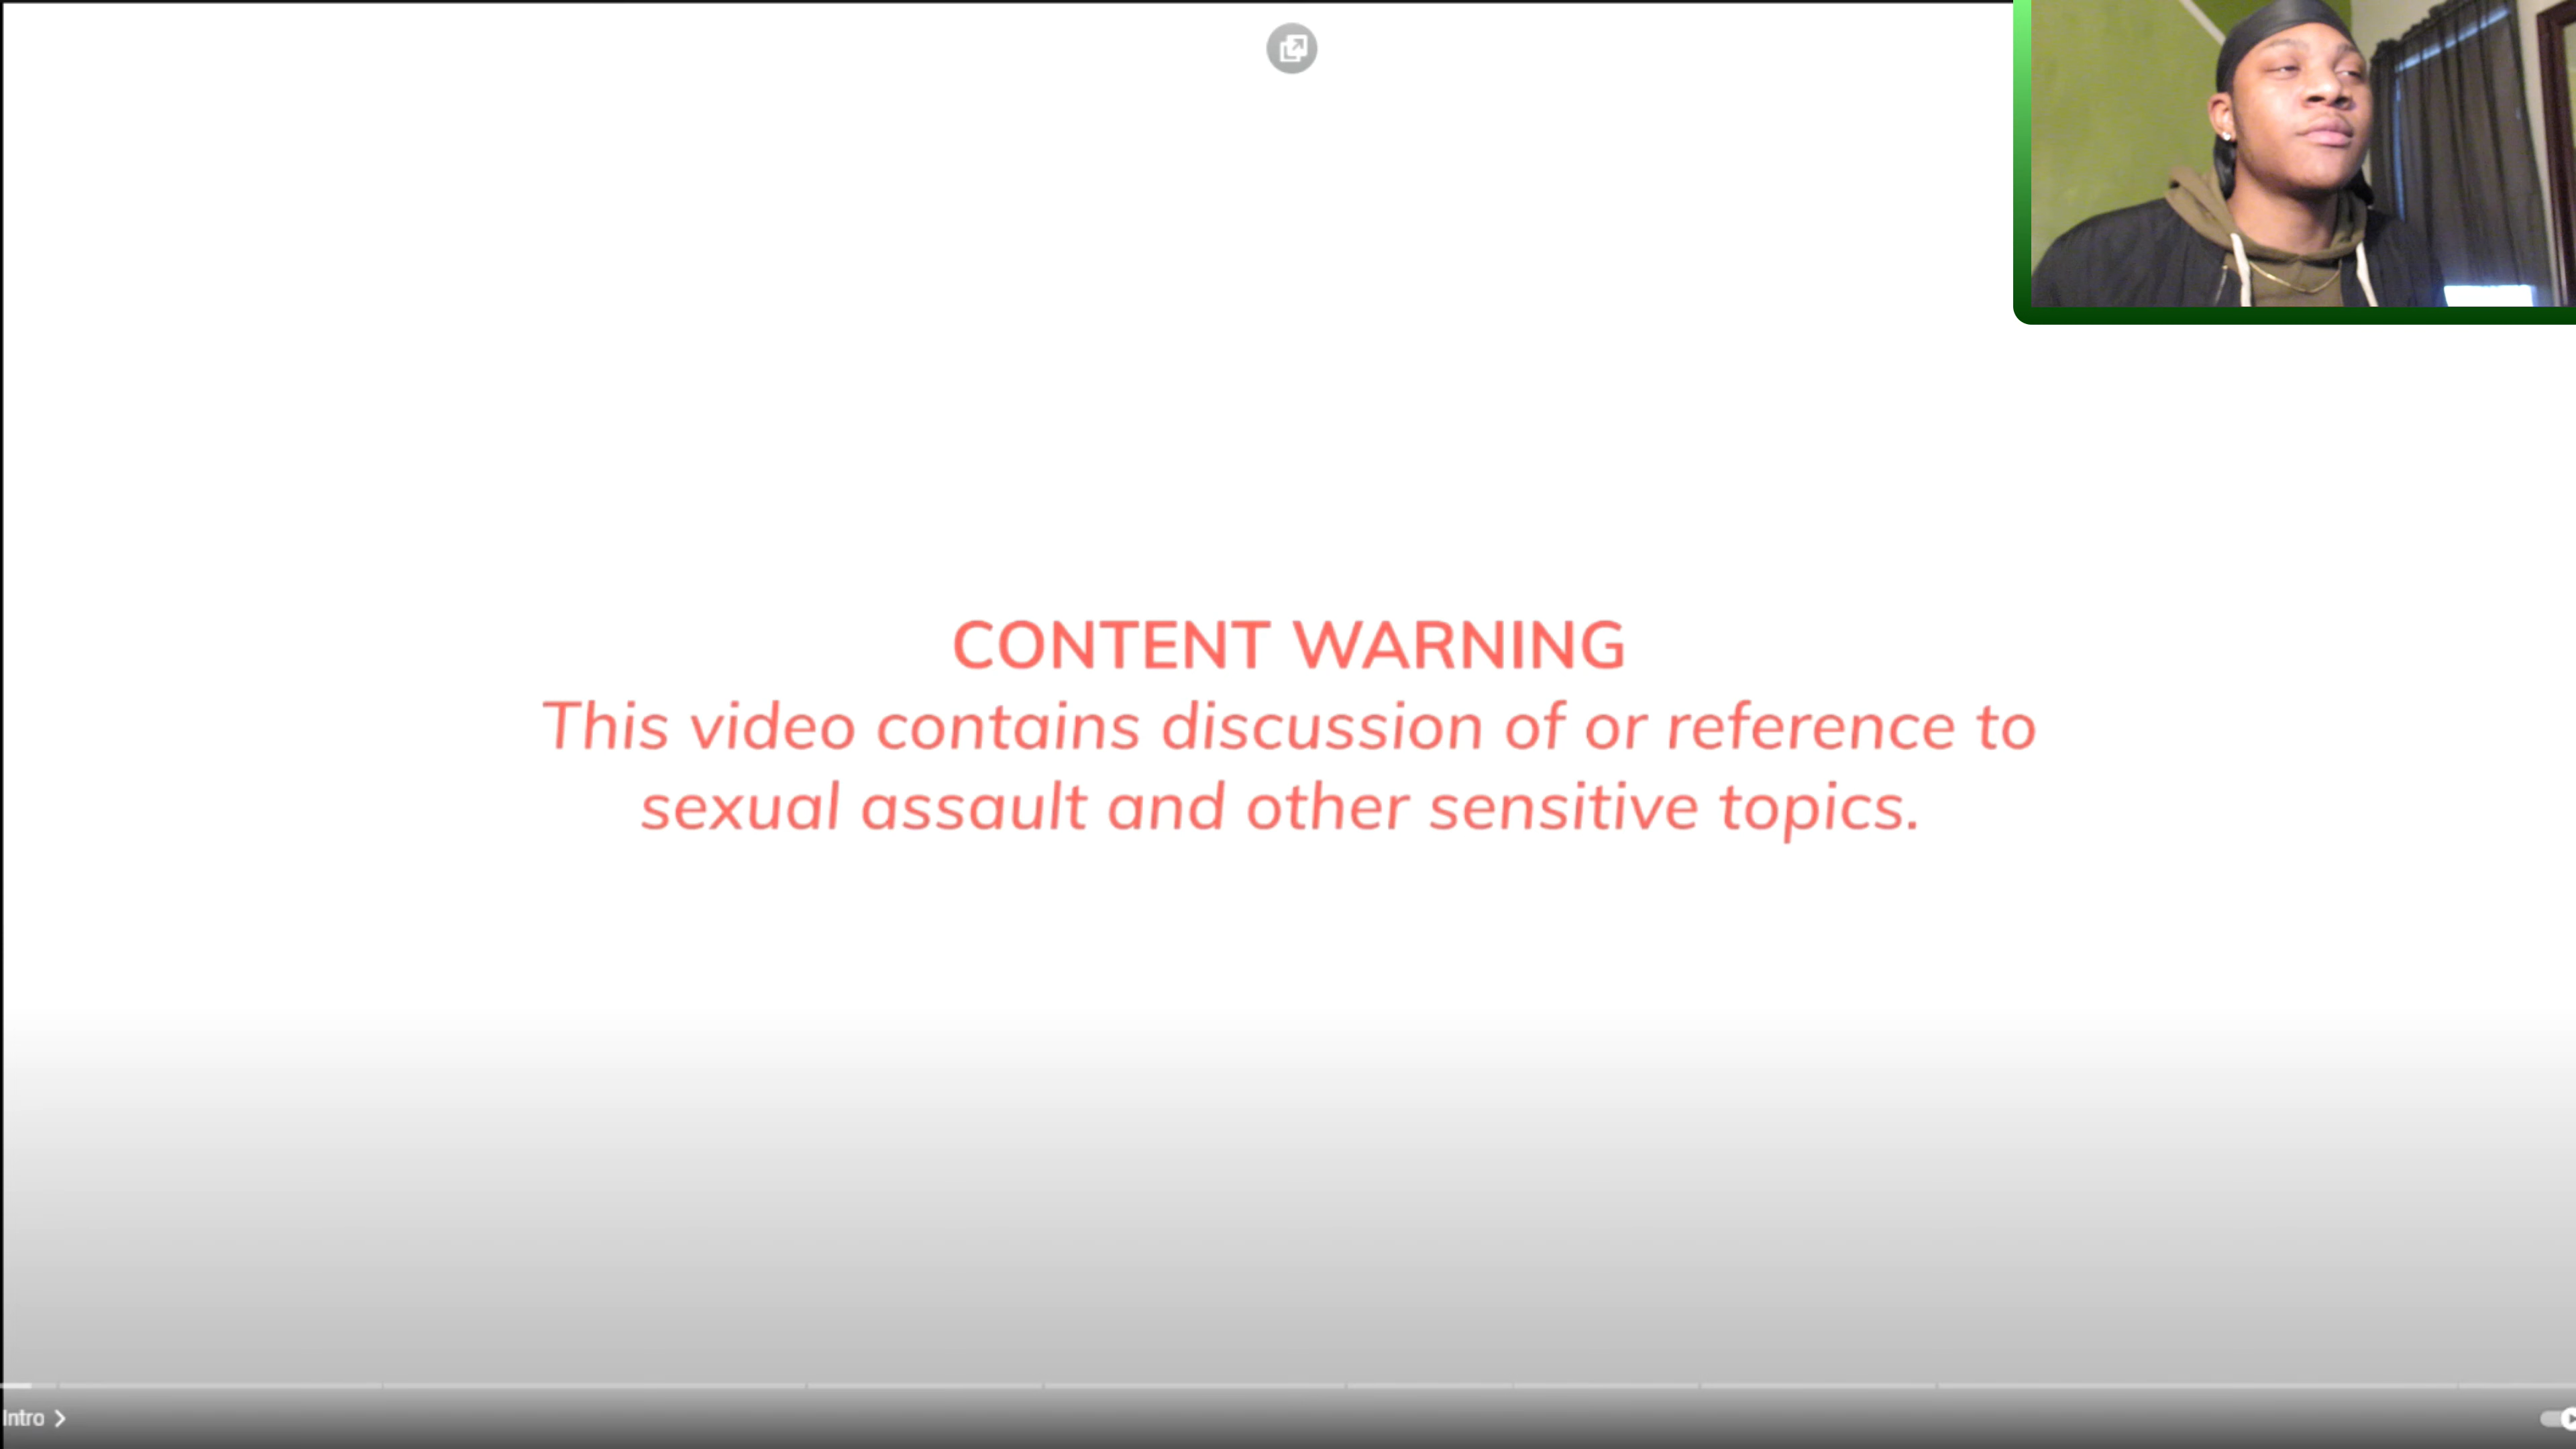 CONTENT WARNING
This video contains discussion of or reference to
sexual assault and other sensitive topics.
Intro